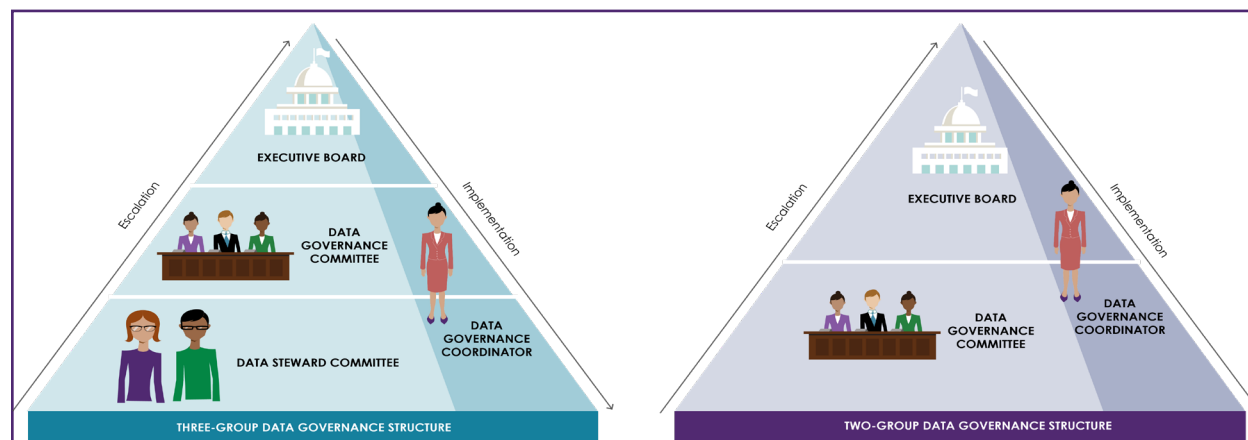 Escalation
Implementation
EXECUTIVE BOARD
DATA
GOVERNANCE
COMMITTEE
DATA STEWARD COMMITTEE
DATA
GOVERNANCE
COORDINATOR
THREE-GROUP DATA GOVERNANCE STRUCTURE
Escalation
Implementation
EXECUTIVE BOARD
DATA
GOVERNANCE
COMMITTEE
DATA
GOVERNANCE
COORDINATOR
TWO-GROUP DATA GOVERNANCE STRUCTURE